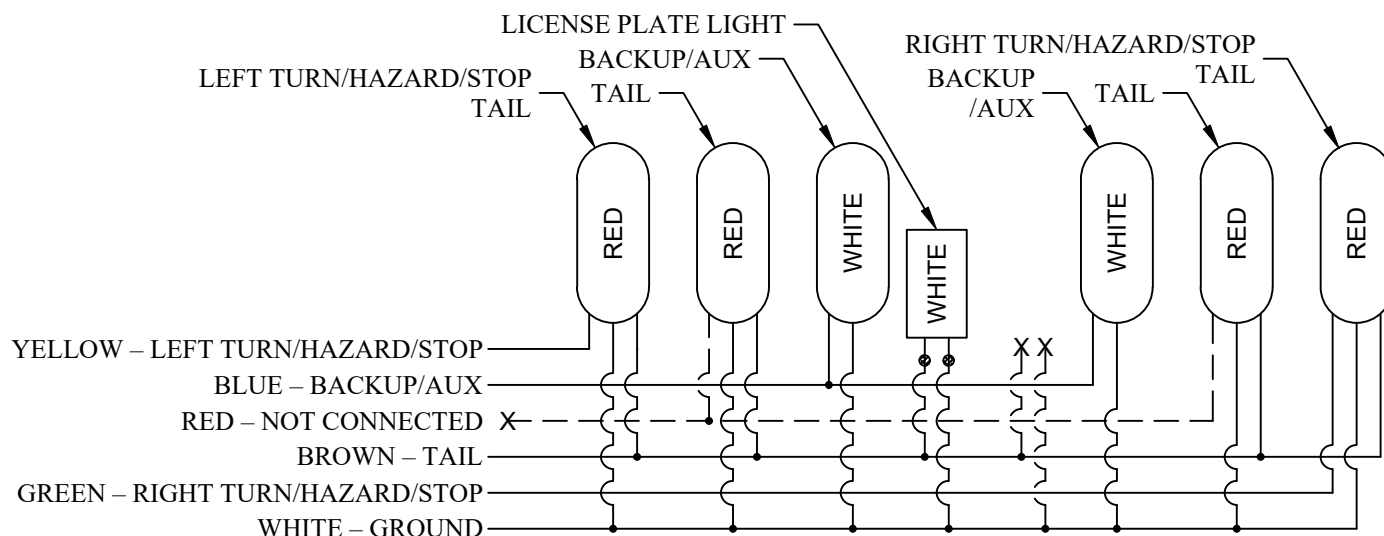 LICENSE PLATE LIGHT
BACKUP/AUX
LEFT TURN/HAZARD/STOP
TAIL
TAIL
RIGHT TURN/HAZARD/STOP
TAIL
BACKUP
/AUX
TAIL
RED
RED
WHITE
WHITE
WHITE
RED
RED
YELLOW – LEFT TURN/HAZARD/STOP
X X
BLUE – BACKUP/AUX
RED – NOT CONNECTED X
BROWN – TAIL
GREEN – RIGHT TURN/HAZARD/STOP
WHITE – GROUND